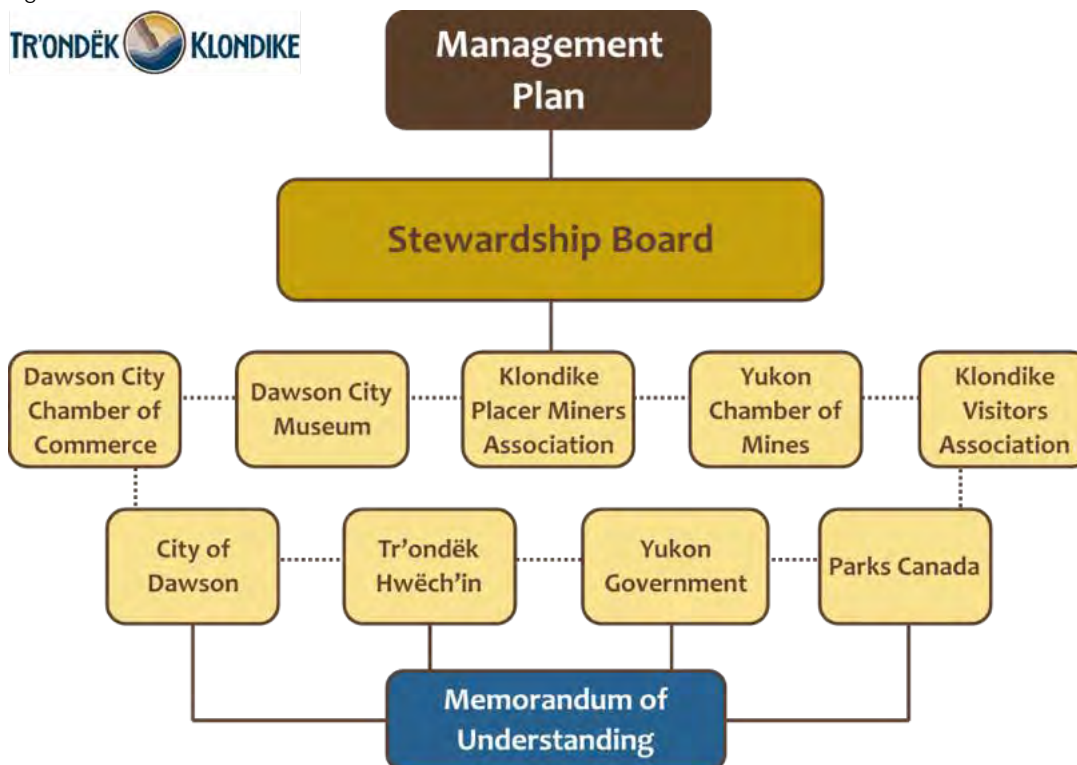 TR'ONDËK KLONDIKE
Management
Plan
Stewardship Board
Dawson City
Chamber of
Commerce
Dawson City
Museum
Klondike
Placer Miners
Association
Yukon
Chamber of
Mines
Klondike
Visitors
Association
City of
Dawson
Tr'ondëk
Hwëch'in
Yukon
Government
Parks Canada
Memorandum of
Understanding